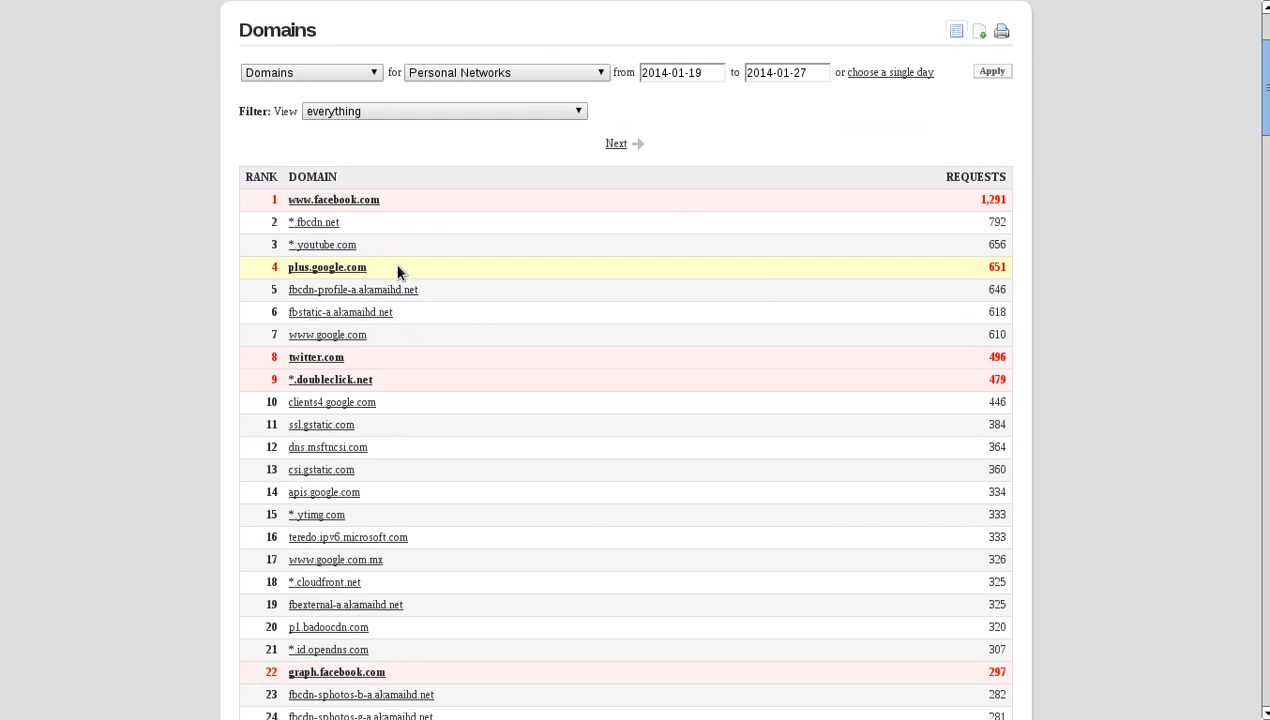 Domains
Domains for Personal Networks from 2014-01-19 to 2014-01-27 or choose a single day Apply
Filter: View everything
Next
RANK DOMAIN REQUESTS
1 www.facebook.com 1,291
2 *.fbcdn.net 792
3 *.youtube.com 656
4 plus.google.com 651
5 fbcdn-profile-a.akamaihd.net 646
6 fbstatic-a.akamaihd.net 618
7 www.google.com 610
8 twitter.com 496
9 *.doubleclick.net 479
10 clients4.google.com 446
11 ssl.gstatic.com 384
12 dns.msftncsi.com 364
13 csi.gstatic.com 360
14 apis.google.com 334
15 *.ytimg.com 333
16 teredo.ipv6.microsoft.com 333
17 www.google.com.mx 326
18 *.cloudfront.net 325
19 fbexternal-a.akamaihd.net 325
20 p1.badoocdn.com 320
21 *.id.opendns.com 307
22 graph.facebook.com 297
23 fbcdn-sphotos-b-a.akamaihd.net 282
24 fbcdn-sphotos-g-a.akamaihd.net 281